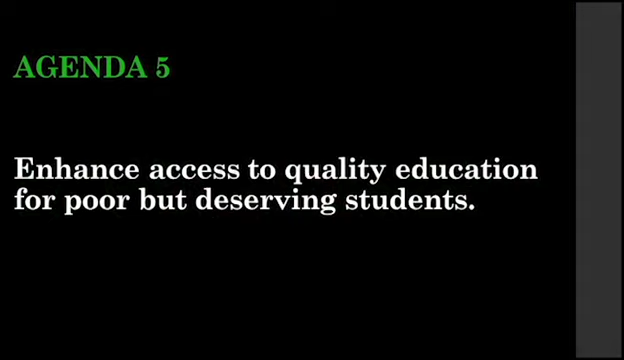 AGENDA 5
Enhance access to quality education
for poor but deserving students.